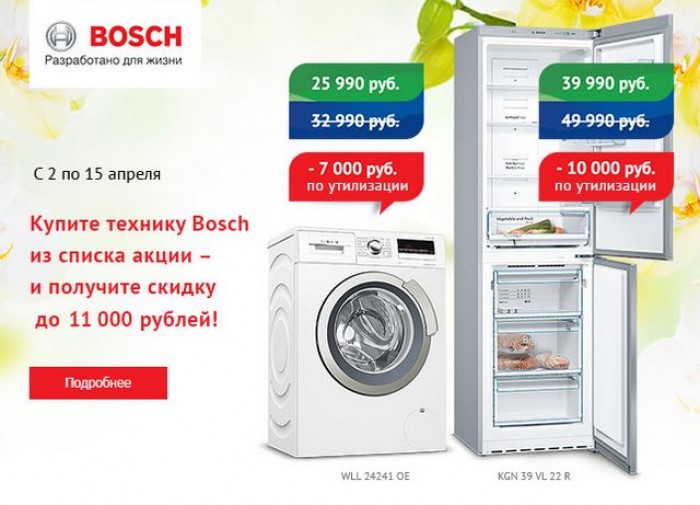 BOSCH
Разработано для жизни
С 2 по 15 апреля
Купите технику Bosch
из списка акции –
и получите скидку
до 11 000 рублей!
Подробнее
25 990 руб.
32 990 руб.
- 7 000 руб.
по утилизации
39 990 руб.
49 990 руб.
- 10 000 руб.
по утилизации
WLL 24241 OE
KGN 39 VL 22 R